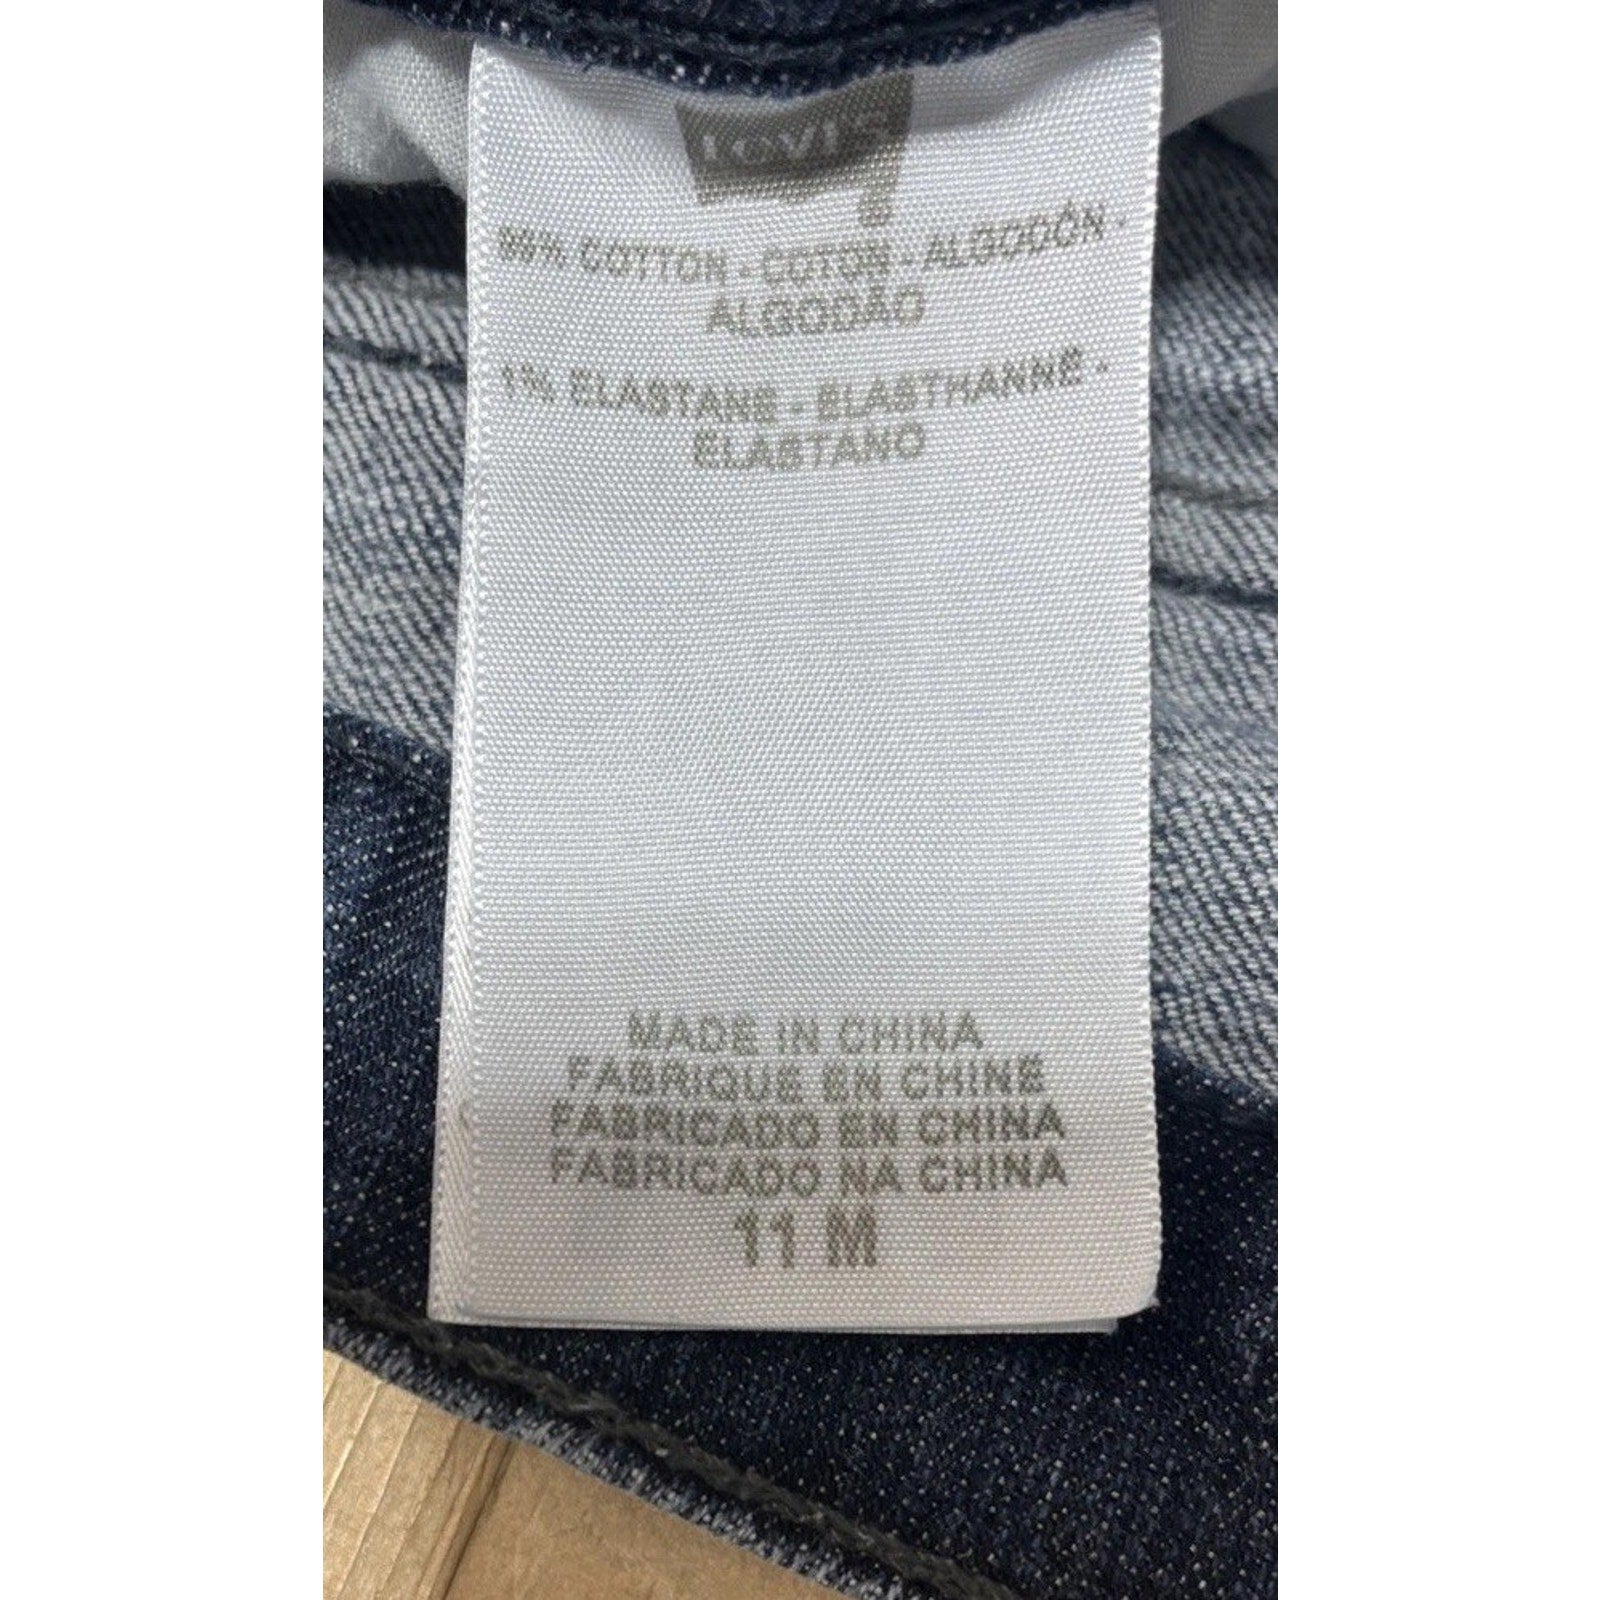 Levi's
99% COTTON - COTON - ALGODÓN -
ALGODÃO
1% ELASTANE - ELASTHANNE -
ELASTANO
MADE IN CHINA
FABRIQUE EN CHINE
FABRICADO EN CHINA
FABRICADO NA CHINA
11 M